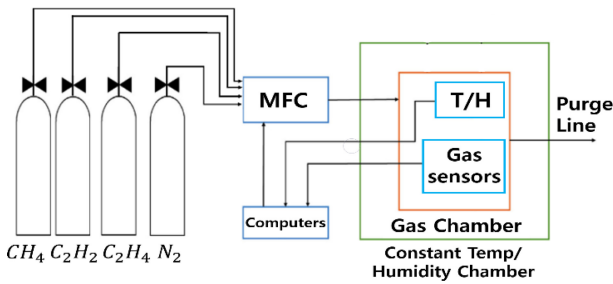 MFC
T/H
Gas
sensors
Purge
Line
Computers
Gas Chamber
Constant Temp/
Humidity Chamber
CH₄ C₂H₂ C₂H₄ N₂